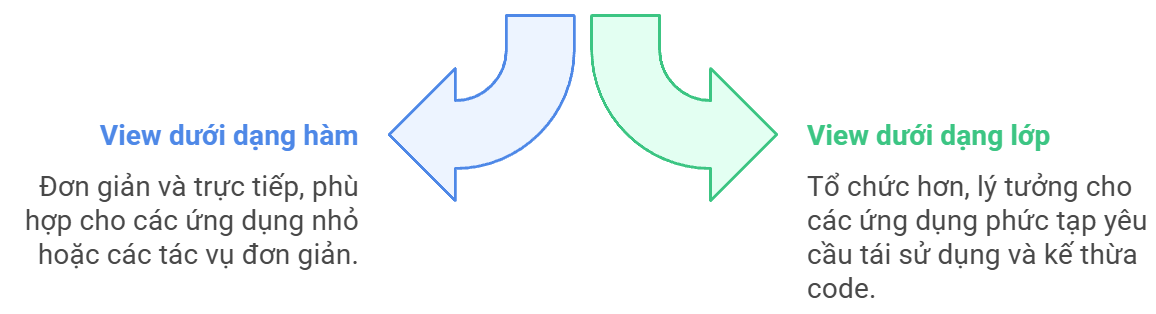 View dưới dạng hàm
Đơn giản và trực tiếp, phù
hợp cho các ứng dụng nhỏ
hoặc các tác vụ đơn giản.
View dưới dạng lớp
Tổ chức hơn, lý tưởng cho
các ứng dụng phức tạp yêu
cầu tái sử dụng và kế thừa
code.